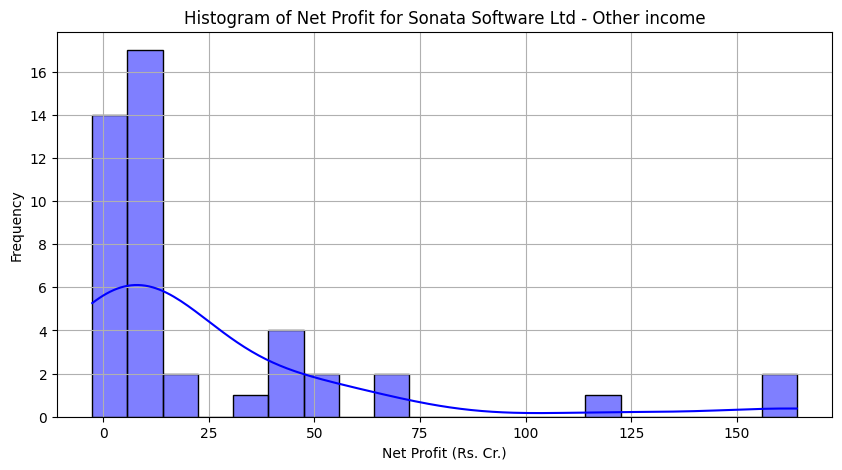 Histogram of Net Profit for Sonata Software Ltd - Other income
16
14
12
10
8
6
4
2
0
Frequency
0 25 50 75 100 125 150
Net Profit (Rs. Cr.)